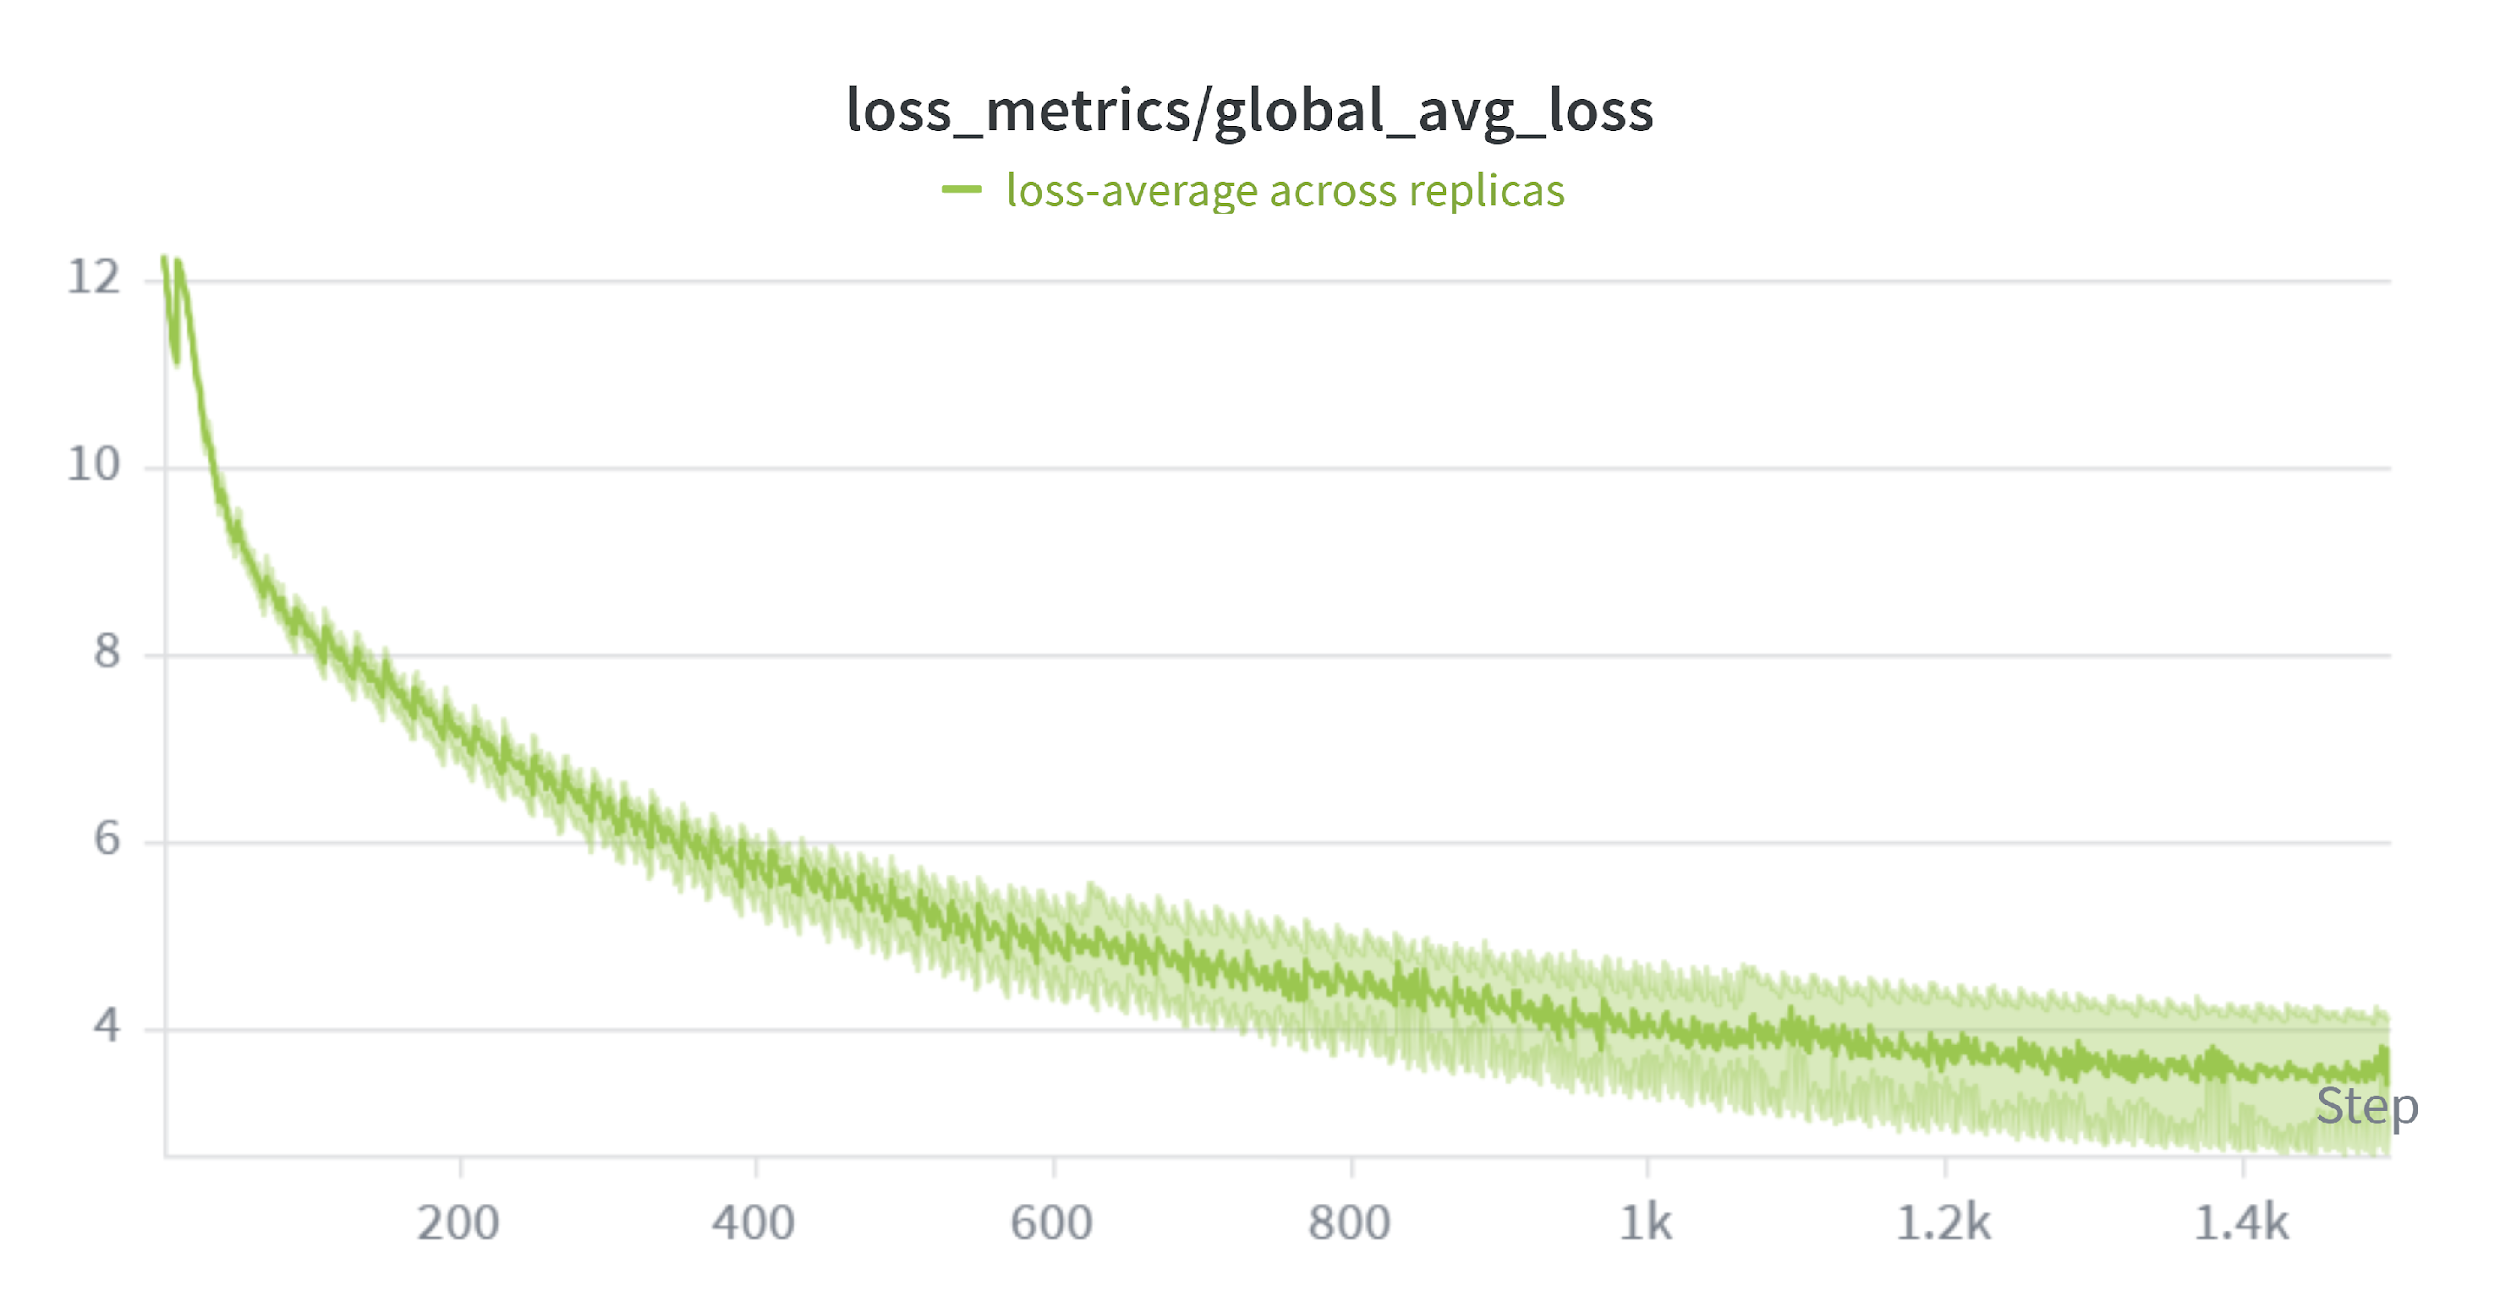 loss_metrics/global_avg_loss
loss-average across replicas
12
10
8
6
4
Step
200 400 600 800 1k 1.2k 1.4k